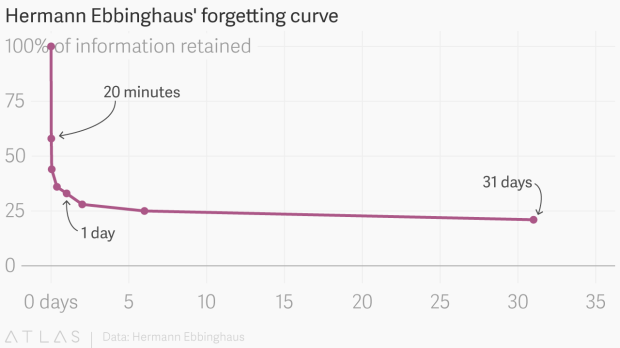 Hermann Ebbinghaus' forgetting curve
100% of information retained
20 minutes
75
50
31 days
25
1 day
0
0 days 5 10 15 20 25 30 35
ATLAS | Data: Hermann Ebbinghaus